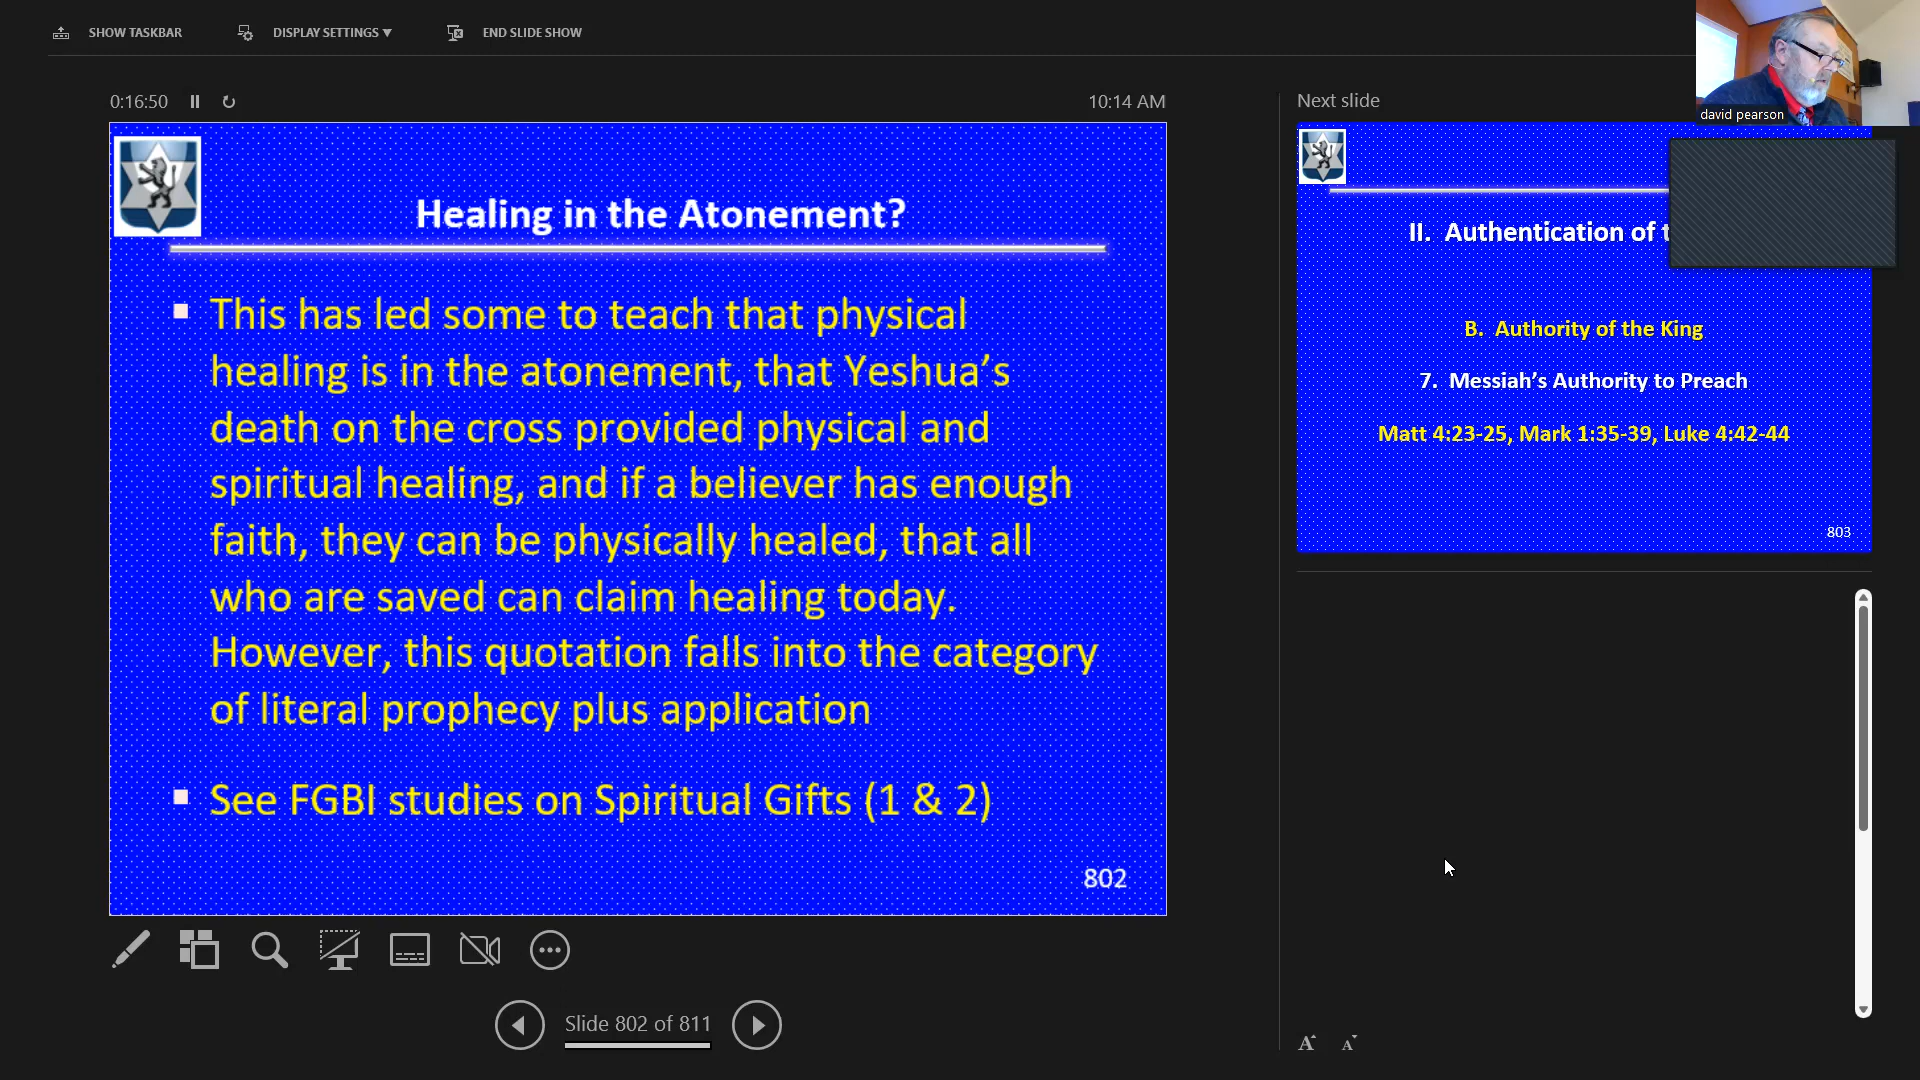 SHOW TASKBAR
DISPLAY SETTINGS ▼
END SLIDE SHOW
david pearson
0:16:50
10:14 AM
Healing in the Atonement?
This has led some to teach that physical
healing is in the atonement, that Yeshua’s
death on the cross provided physical and
spiritual healing, and if a believer has enough
faith, they can be physically healed, that all
who are saved can claim healing today.
However, this quotation falls into the category
of literal prophecy plus application
See FGBI studies on Spiritual Gifts (1 & 2)
802
Slide 802 of 811
Next slide
II. Authentication of
B. Authority of the King
7. Messiah’s Authority to Preach
Matt 4:23-25, Mark 1:35-39, Luke 4:42-44
803
A A